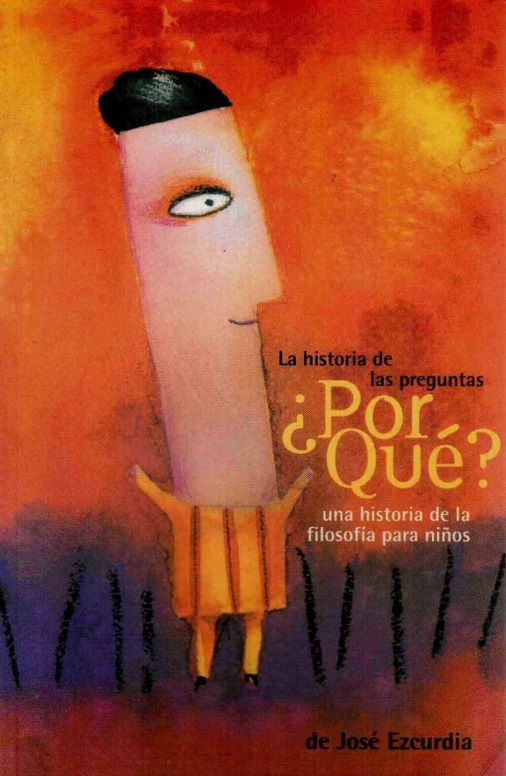 La historia de
las preguntas
¿Por
Qué?
una historia de la
filosofía para niños
de José Ezcurdia